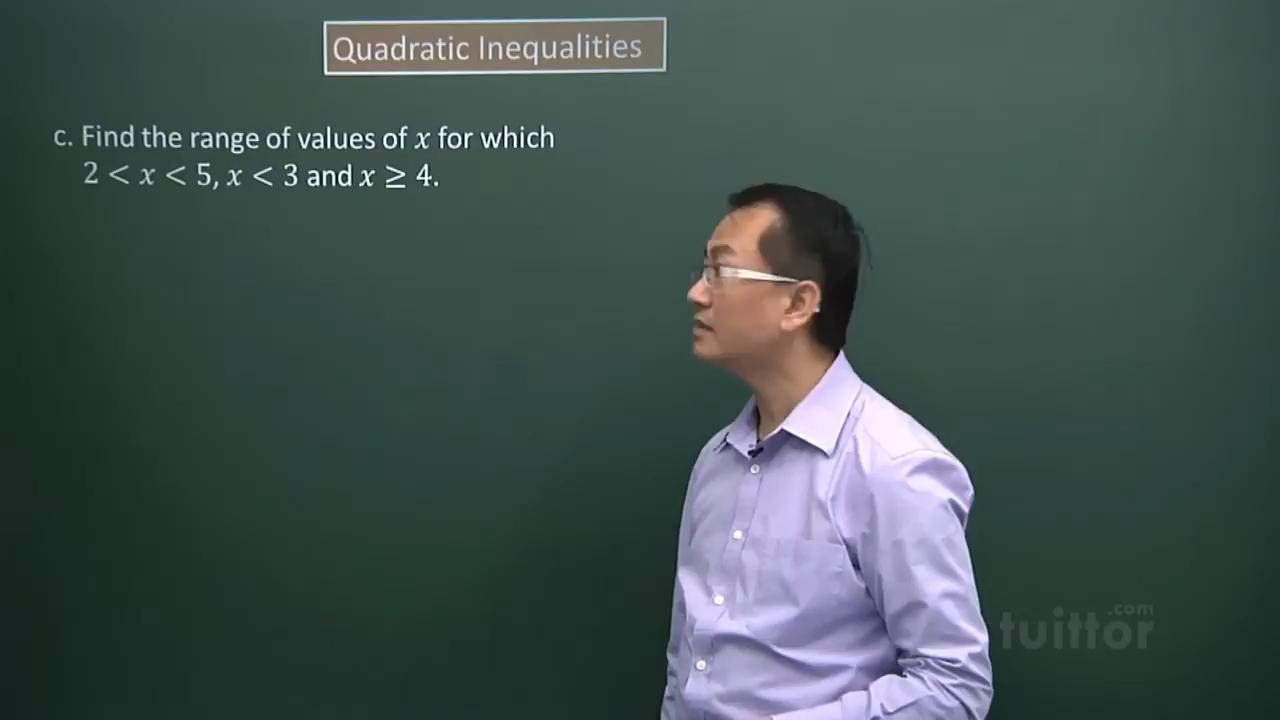 Quadratic Inequalities
c. Find the range of values of x for which
2 < x < 5, x < 3 and x ≥ 4.
tuittor.com